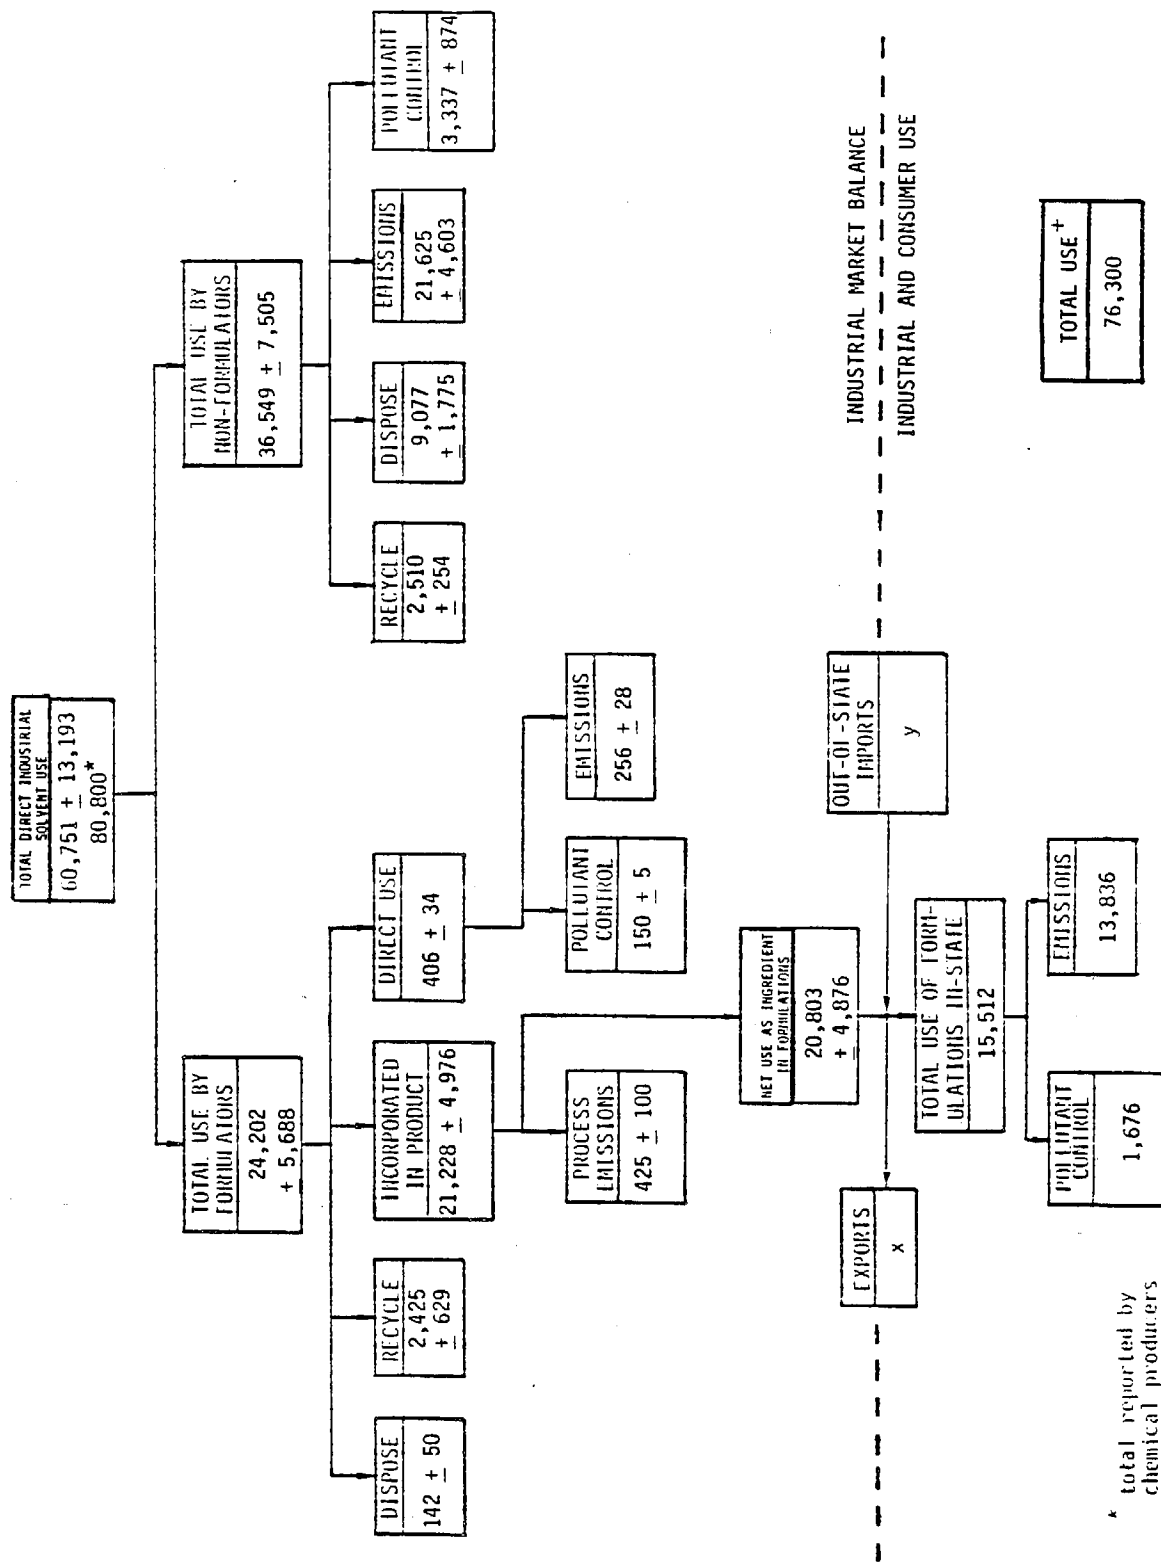 TOTAL DIRECT INDUSTRIAL
SOLVENT USE
60,751 ± 13,193
80,800*
TOTAL USE BY
FORMULATORS
24,202
± 5,688
TOTAL USE BY
NON-FORMULATORS
36,549 ± 7,505
DISPOSE
142 ± 50
RECYCLE
2,425
± 629
INCORPORATED
IN PRODUCT
21,228 ± 4,976
DIRECT USE
406 ± 34
RECYCLE
2,510
± 254
DISPOSE
9,077
± 1,775
EMISSIONS
21,625
± 4,603
POLLUTANT
CONTROL
3,337 ± 874
PROCESS
EMISSIONS
425 ± 100
POLLUTANT
CONTROL
150 ± 5
EMISSIONS
256 ± 28
NET USE AS INGREDIENT
IN FORMULATIONS
20,803
± 4,876
EXPORTS
x
OUT-OF-STATE
IMPORTS
y
INDUSTRIAL MARKET BALANCE
INDUSTRIAL AND CONSUMER USE
TOTAL USE OF FORM-
ULATIONS IN-STATE
15,512
POLLUTANT
CONTROL
1,676
EMISSIONS
13,836
TOTAL USE+
76,300
* total reported by
chemical producers